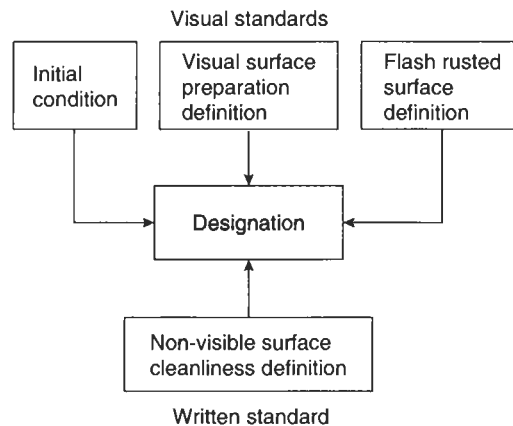 Visual standards
Initial
condition
Visual surface
preparation
definition
Flash rusted
surface
definition
Designation
Non-visible surface
cleanliness definition
Written standard